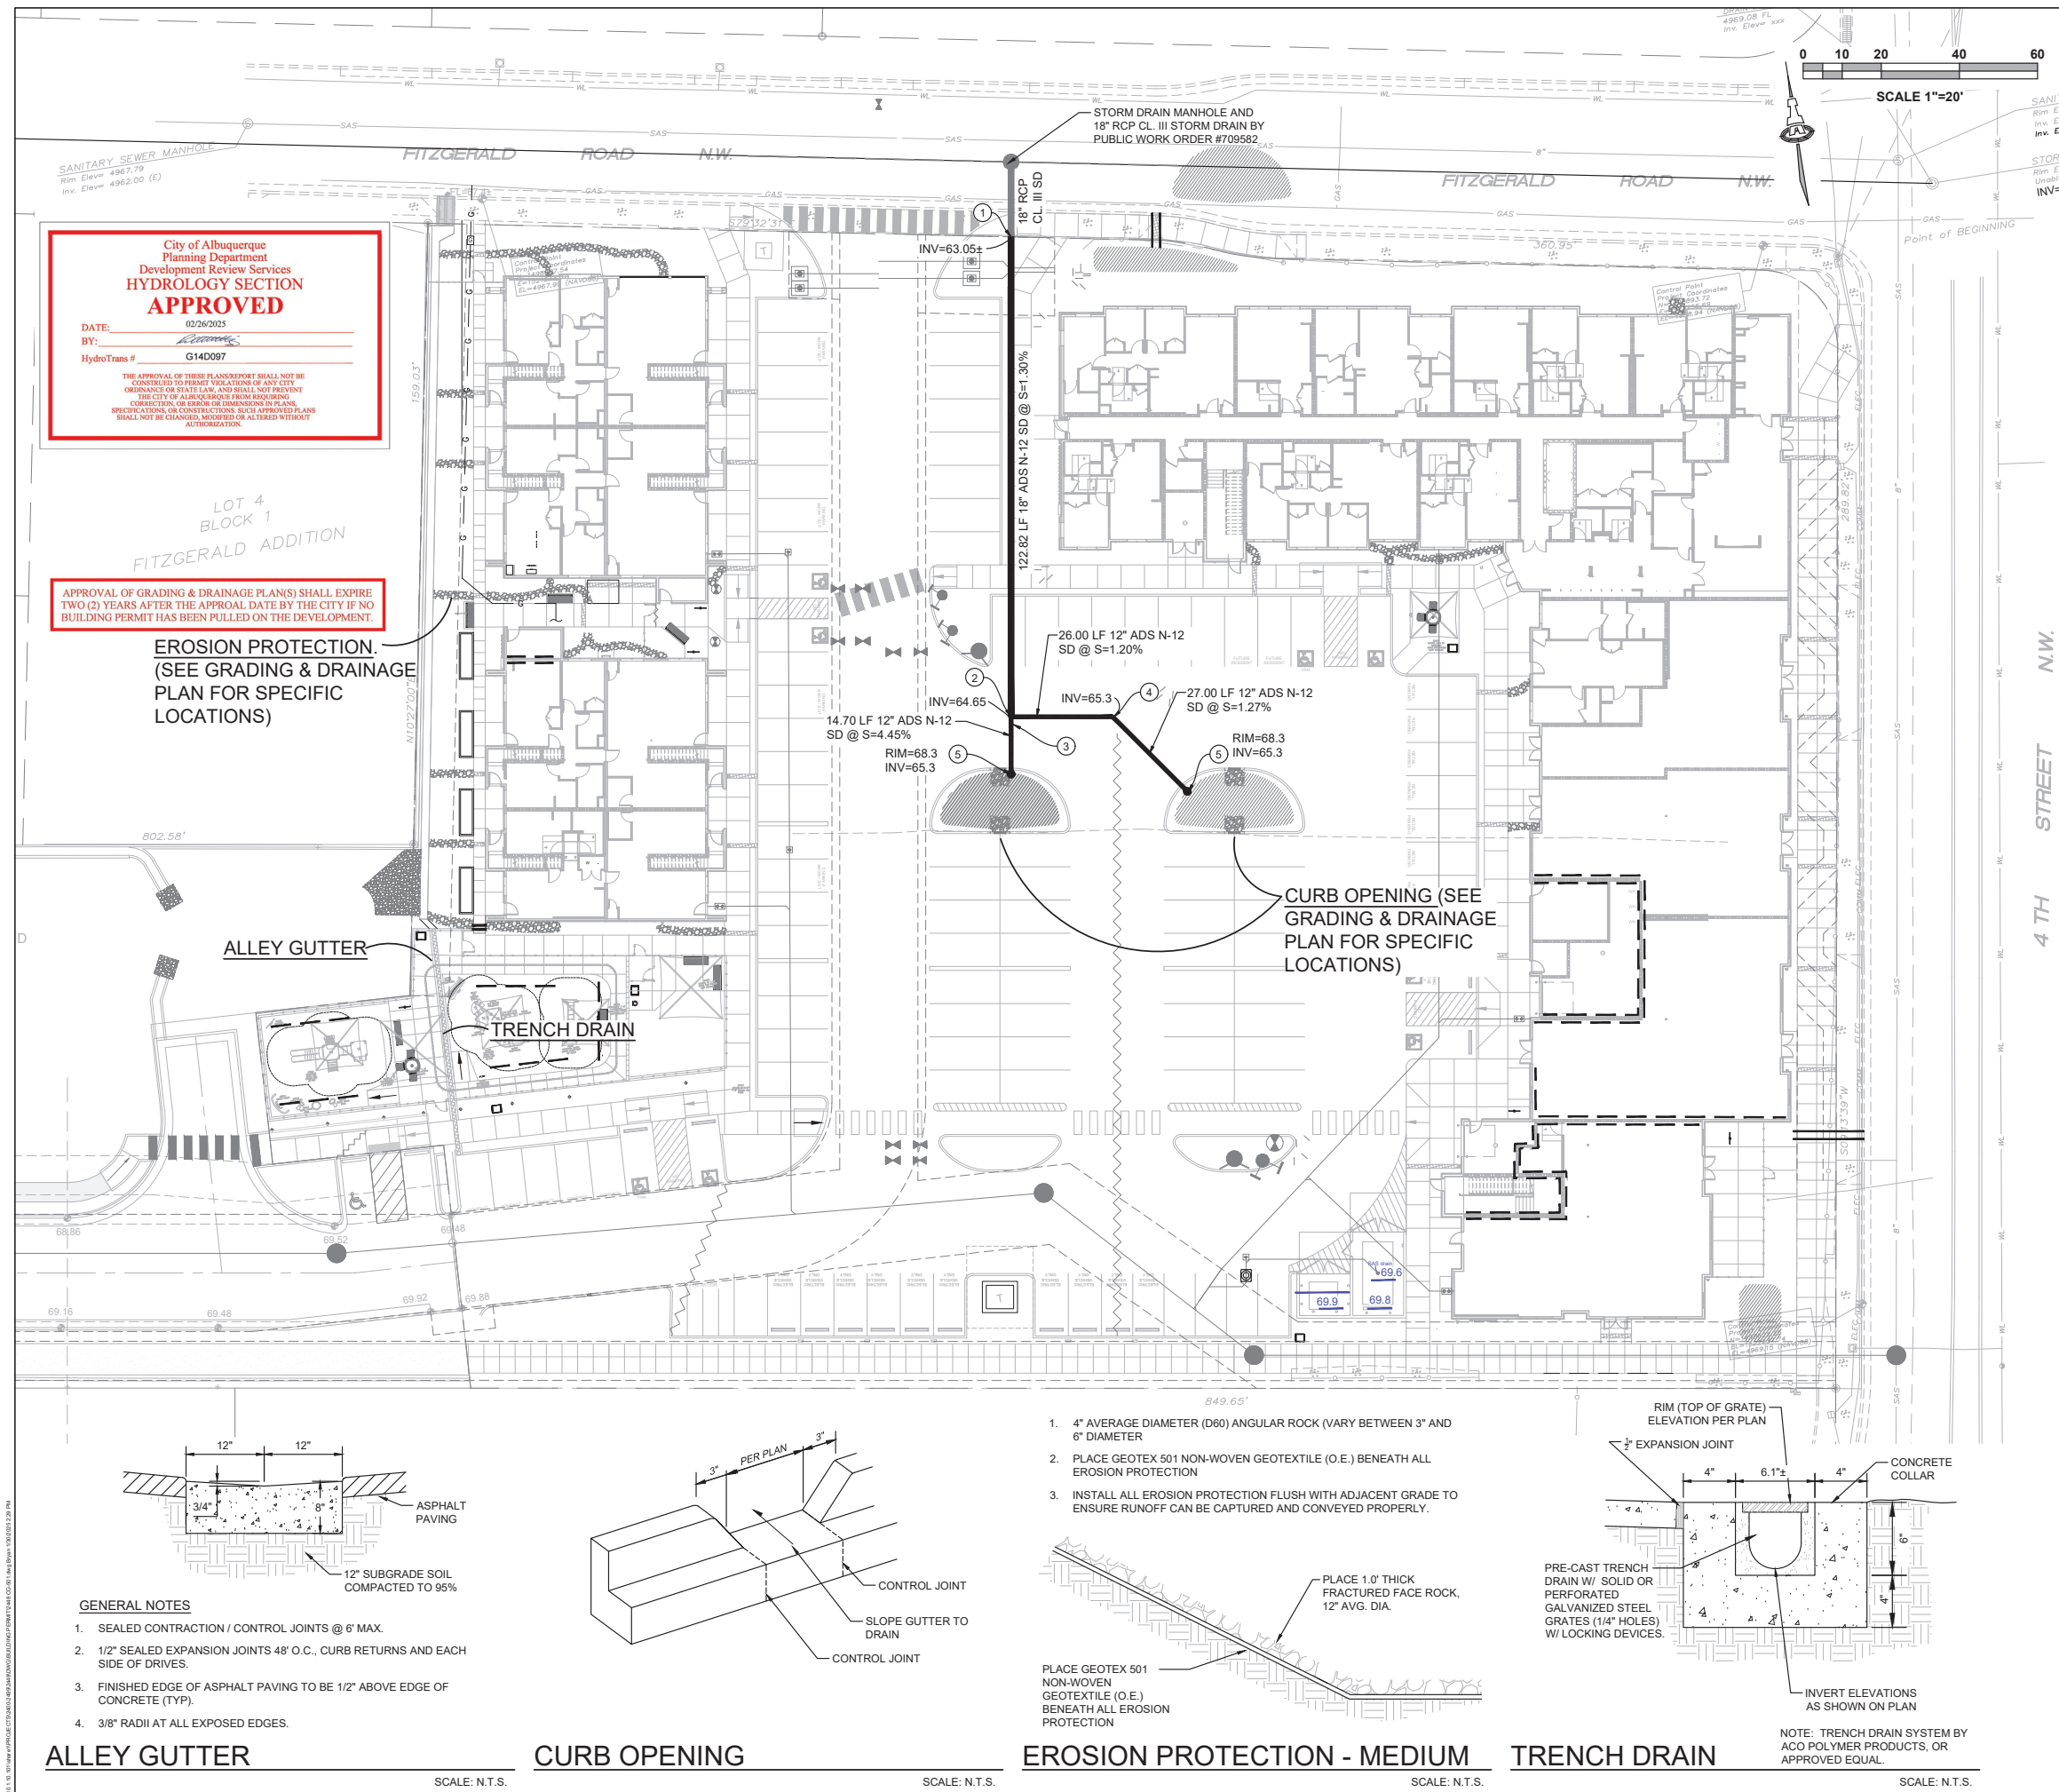 4969.08 FL
Inv. Elev= xxx
0 10 20 40 60
SCALE 1"=20'
STORM DRAIN MANHOLE AND
18" RCP CL. III STORM DRAIN BY
PUBLIC WORK ORDER #709582
SANITARY SEWER MANHOLE
Rim Elev= 4967.79
Inv. Elev= 4962.00 (E)
FITZGERALD ROAD N.W.
FITZGERALD ROAD N.W.
Point of BEGINNING
360.95'
18" RCP
CL. III SD
1
INV=63.05±
City of Albuquerque
Planning Department
Development Review Services
HYDROLOGY SECTION
APPROVED
DATE: 02/26/2025
BY:
HydroTrans # G14D097
THE APPROVAL OF THESE PLANS/REPORT SHALL NOT BE
CONSTRUED TO PERMIT VIOLATIONS OF ANY CITY
ORDINANCE OR STATE LAW, AND SHALL NOT PREVENT
THE CITY OF ALBUQUERQUE FROM REQUIRING
CORRECTION, OR ERROR OR DIMENSIONS IN PLANS,
SPECIFICATIONS, OR CONSTRUCTIONS. SUCH APPROVED PLANS
SHALL NOT BE CHANGED, MODIFIED OR ALTERED WITHOUT
AUTHORIZATION.
159.03'
122.82 LF 18" ADS N-12 SD @ S=1.30%
289.82'
LOT 4
BLOCK 1
FITZGERALD ADDITION
APPROVAL OF GRADING & DRAINAGE PLAN(S) SHALL EXPIRE
TWO (2) YEARS AFTER THE APPROAL DATE BY THE CITY IF NO
BUILDING PERMIT HAS BEEN PULLED ON THE DEVELOPMENT.
EROSION PROTECTION.
(SEE GRADING & DRAINAGE
PLAN FOR SPECIFIC
LOCATIONS)
N10°27'00"E
26.00 LF 12" ADS N-12
SD @ S=1.20%
2
INV=64.65
INV=65.3
4
27.00 LF 12" ADS N-12
SD @ S=1.27%
14.70 LF 12" ADS N-12
SD @ S=4.45%
3
RIM=68.3
INV=65.3
5
5
RIM=68.3
INV=65.3
4 TH STREET N.W.
802.58'
CURB OPENING (SEE
GRADING & DRAINAGE
PLAN FOR SPECIFIC
LOCATIONS)
ALLEY GUTTER
TRENCH DRAIN
S09°13'39"W
68.86
69.52
69.48
69.16
69.48
69.92
69.88
T
69.6
69.9
69.8
849.65'
12" 12"
3/4"
8"
ASPHALT
PAVING
12" SUBGRADE SOIL
COMPACTED TO 95%
GENERAL NOTES
1. SEALED CONTRACTION / CONTROL JOINTS @ 6' MAX.
2. 1/2" SEALED EXPANSION JOINTS 48' O.C., CURB RETURNS AND EACH
SIDE OF DRIVES.
3. FINISHED EDGE OF ASPHALT PAVING TO BE 1/2" ABOVE EDGE OF
CONCRETE (TYP).
4. 3/8" RADII AT ALL EXPOSED EDGES.
ALLEY GUTTER
SCALE: N.T.S.
3"
PER PLAN
3"
CONTROL JOINT
SLOPE GUTTER TO
DRAIN
CONTROL JOINT
CURB OPENING
SCALE: N.T.S.
1. 4" AVERAGE DIAMETER (D60) ANGULAR ROCK (VARY BETWEEN 3" AND
6" DIAMETER
2. PLACE GEOTEX 501 NON-WOVEN GEOTEXTILE (O.E.) BENEATH ALL
EROSION PROTECTION
3. INSTALL ALL EROSION PROTECTION FLUSH WITH ADJACENT GRADE TO
ENSURE RUNOFF CAN BE CAPTURED AND CONVEYED PROPERLY.
PLACE 1.0' THICK
FRACTURED FACE ROCK,
12" AVG. DIA.
PLACE GEOTEX 501
NON-WOVEN
GEOTEXTILE (O.E.)
BENEATH ALL EROSION
PROTECTION
EROSION PROTECTION - MEDIUM
SCALE: N.T.S.
RIM (TOP OF GRATE)
ELEVATION PER PLAN
1/2" EXPANSION JOINT
4" 6.1"± 4"
CONCRETE
COLLAR
6"
4"
PRE-CAST TRENCH
DRAIN W/ SOLID OR
PERFORATED
GALVANIZED STEEL
GRATES (1/4" HOLES)
W/ LOCKING DEVICES.
INVERT ELEVATIONS
AS SHOWN ON PLAN
NOTE: TRENCH DRAIN SYSTEM BY
ACO POLYMER PRODUCTS, OR
APPROVED EQUAL.
TRENCH DRAIN
SCALE: N.T.S.